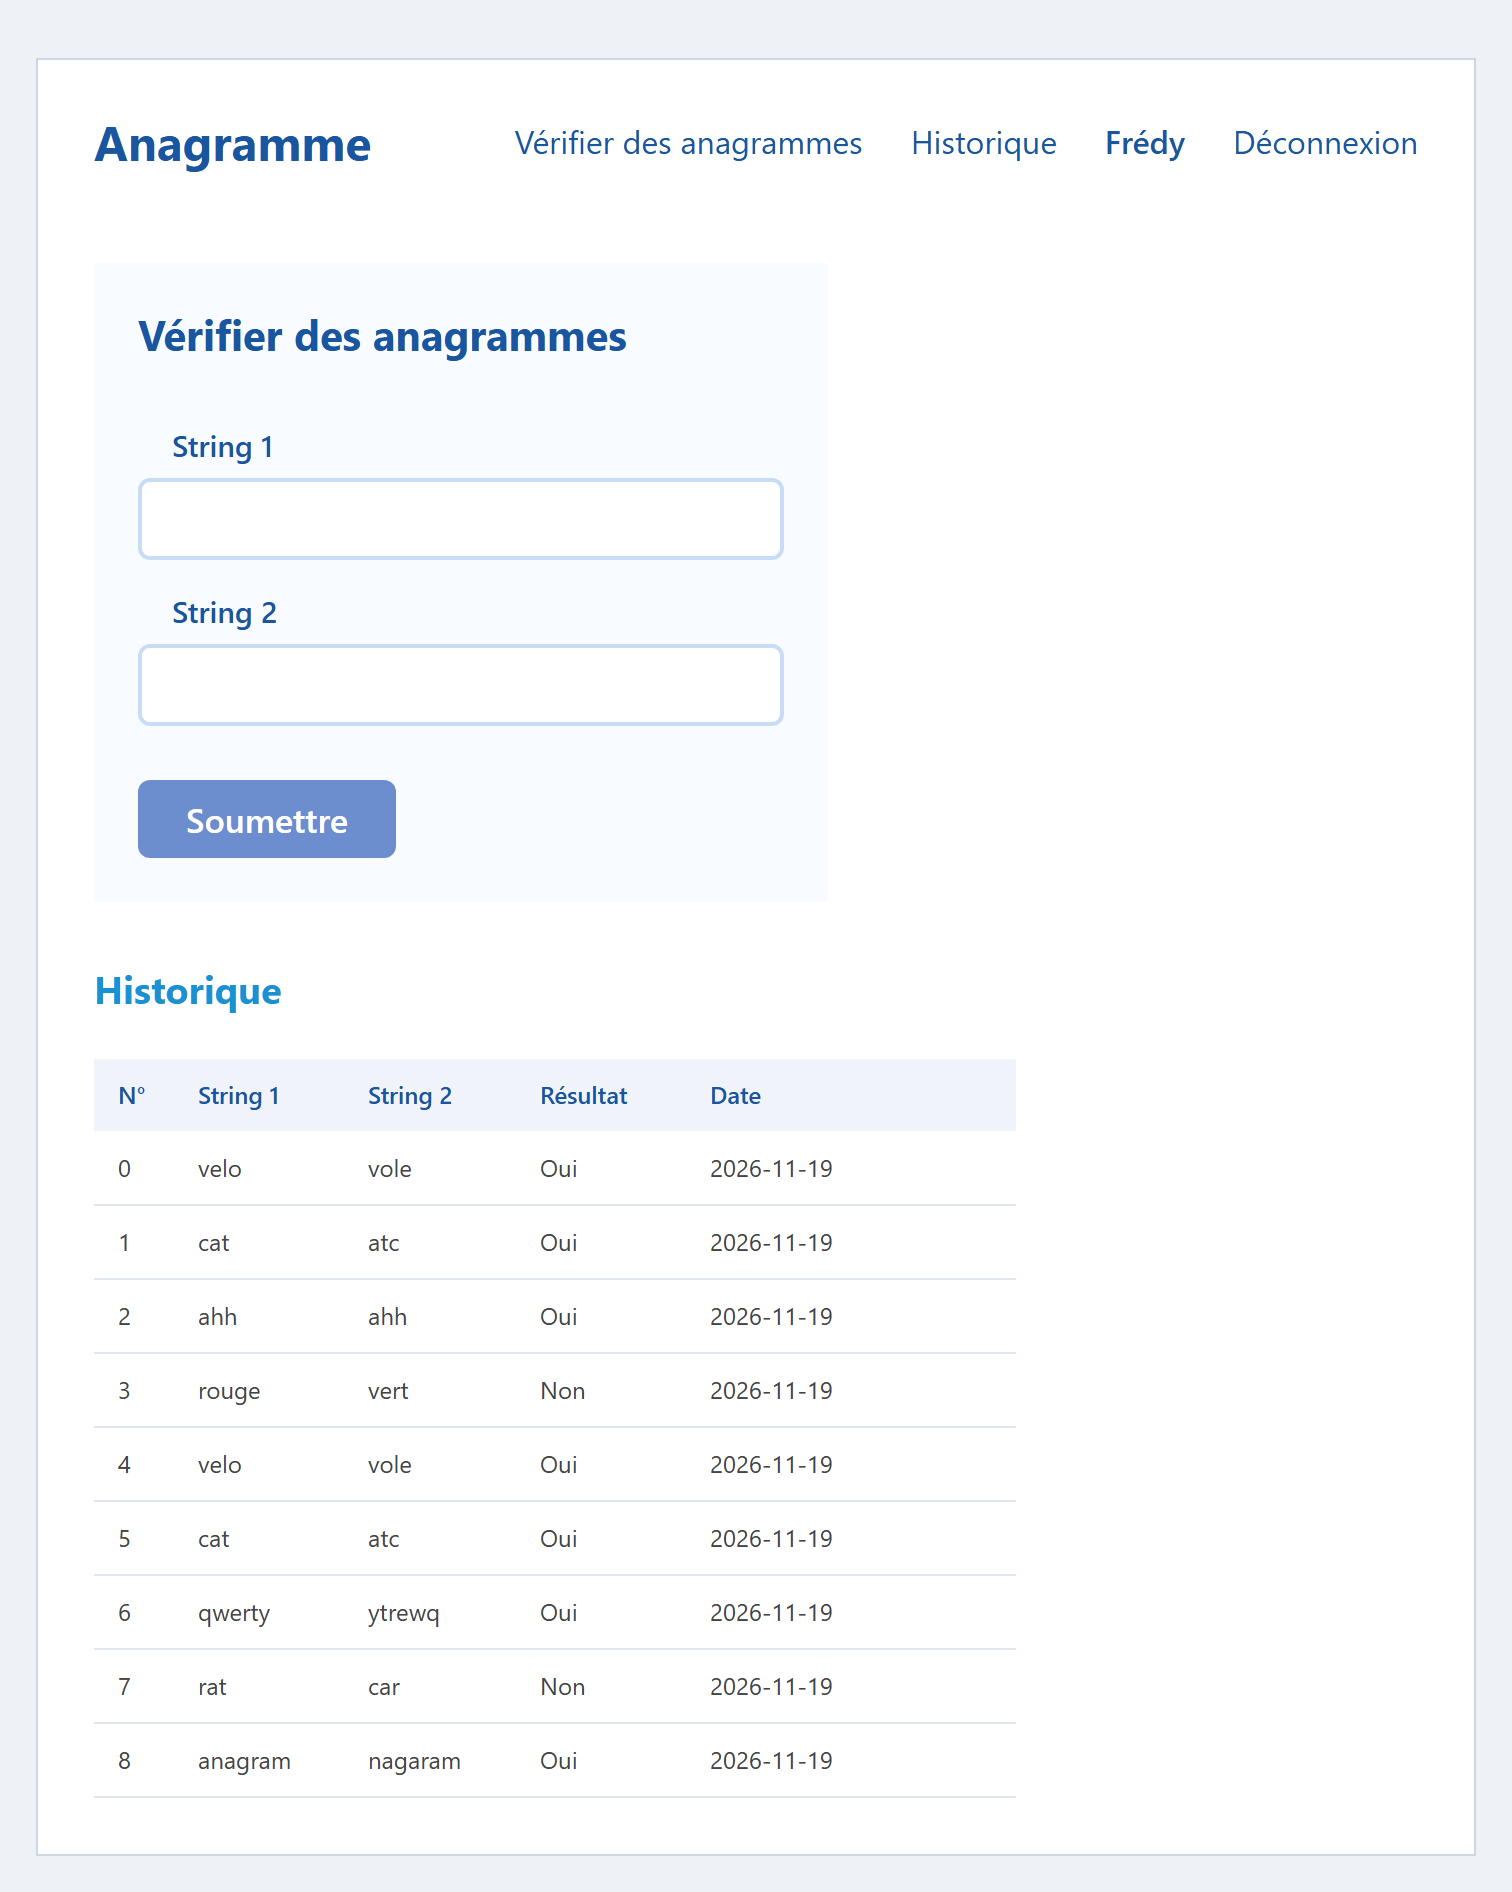 Anagramme Vérifier des anagrammes Historique Frédy Déconnexion
Vérifier des anagrammes
String 1
String 2
Soumettre
Historique
N° String 1 String 2 Résultat Date
0 velo vole Oui 2026-11-19
1 cat atc Oui 2026-11-19
2 ahh ahh Oui 2026-11-19
3 rouge vert Non 2026-11-19
4 velo vole Oui 2026-11-19
5 cat atc Oui 2026-11-19
6 qwerty ytrewq Oui 2026-11-19
7 rat car Non 2026-11-19
8 anagram nagaram Oui 2026-11-19